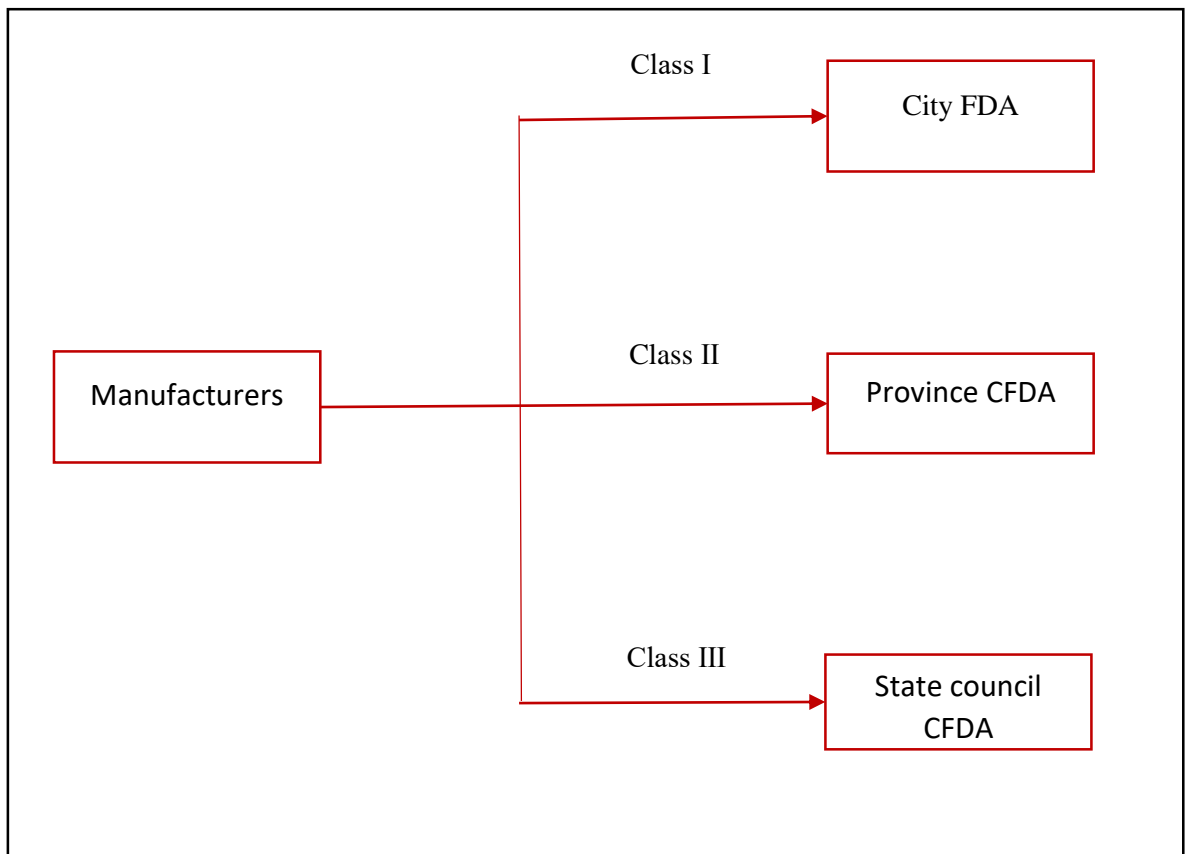 Class I
City FDA
Class II
Manufacturers
Province CFDA
Class III
State council
CFDA